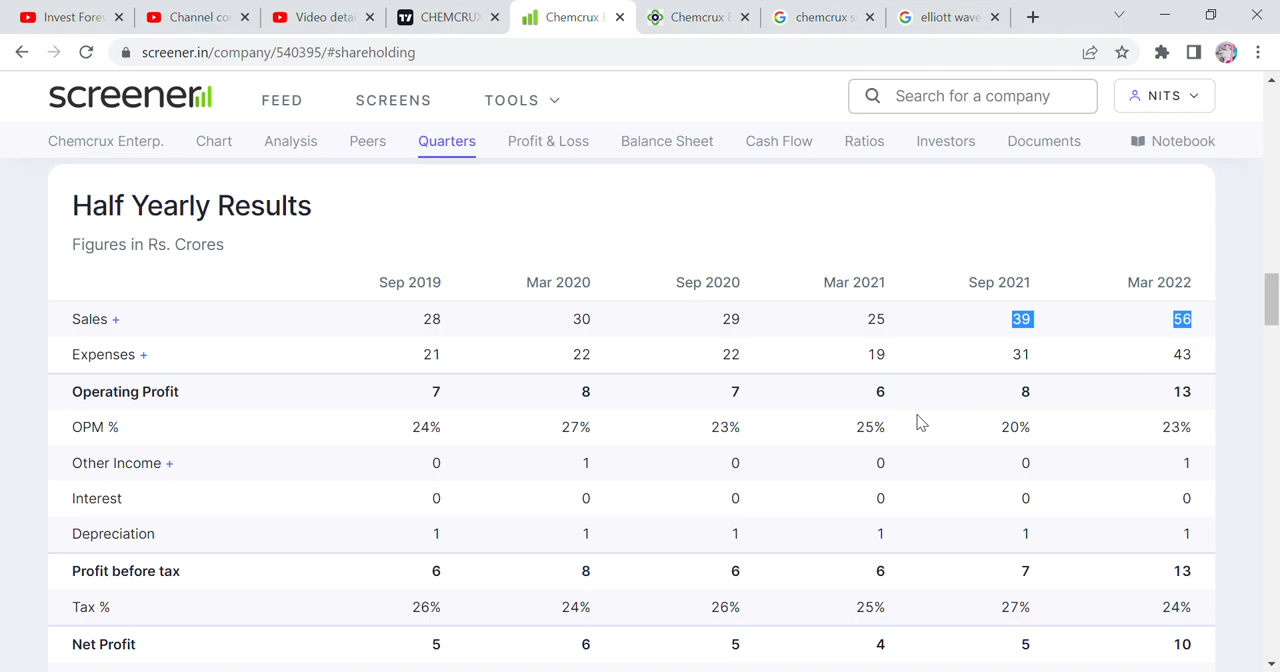 Invest Fore
Channel co
Video deta
CHEMCRUX
Chemcrux E
Chemcrux E
chemcrux s
elliott wave
screener.in/company/540395/#shareholding
screener
FEED
SCREENS
TOOLS
Search for a company
NITS
Chemcrux Enterp.
Chart
Analysis
Peers
Quarters
Profit & Loss
Balance Sheet
Cash Flow
Ratios
Investors
Documents
Notebook
Half Yearly Results
Figures in Rs. Crores
Sep 2019 Mar 2020 Sep 2020 Mar 2021 Sep 2021 Mar 2022
Sales + 28 30 29 25 39 56
Expenses + 21 22 22 19 31 43
Operating Profit 7 8 7 6 8 13
OPM % 24% 27% 23% 25% 20% 23%
Other Income + 0 1 0 0 0 1
Interest 0 0 0 0 0 0
Depreciation 1 1 1 1 1 1
Profit before tax 6 8 6 6 7 13
Tax % 26% 24% 26% 25% 27% 24%
Net Profit 5 6 5 4 5 10